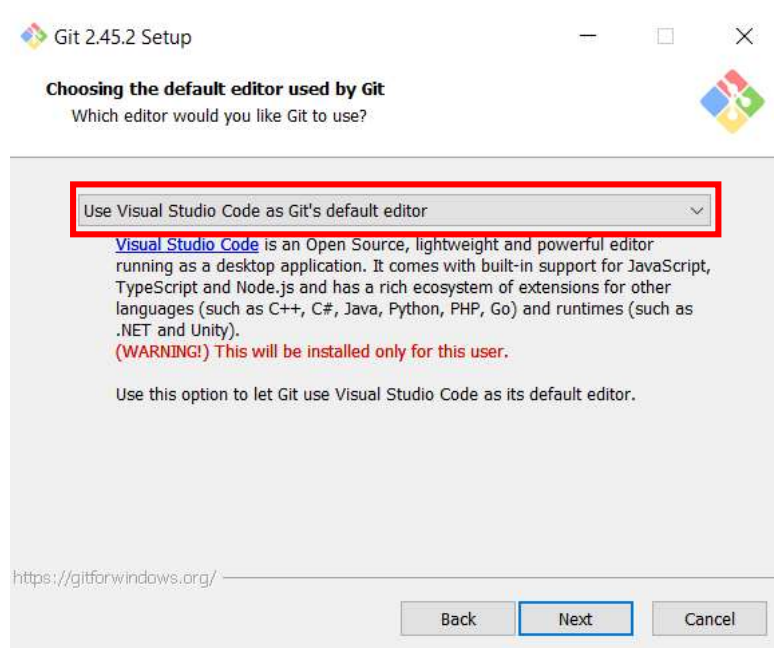 Git 2.45.2 Setup
Choosing the default editor used by Git
Which editor would you like Git to use?
Use Visual Studio Code as Git's default editor
Visual Studio Code is an Open Source, lightweight and powerful editor
running as a desktop application. It comes with built-in support for JavaScript,
TypeScript and Node.js and has a rich ecosystem of extensions for other
languages (such as C++, C#, Java, Python, PHP, Go) and runtimes (such as
.NET and Unity).
(WARNING!) This will be installed only for this user.
Use this option to let Git use Visual Studio Code as its default editor.
https://gitforwindows.org/
Back Next Cancel